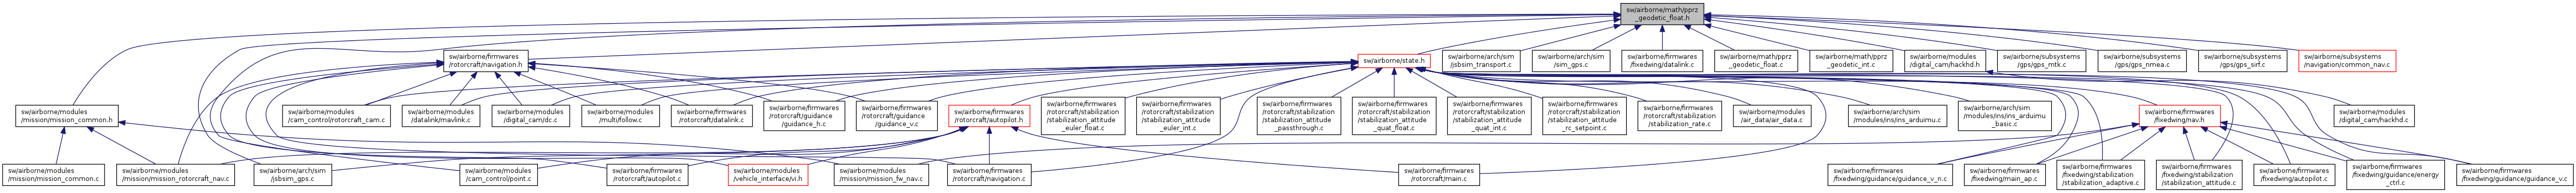 sw/airborne/math/pprz
_geodetic_float.h
sw/airborne/firmwares
/rotorcraft/navigation.h
sw/airborne/state.h
sw/airborne/arch/sim
/jsbsim_transport.c
sw/airborne/arch/sim
/sim_gps.c
sw/airborne/firmwares
/fixedwing/datalink.c
sw/airborne/math/pprz
_geodetic_float.c
sw/airborne/math/pprz
_geodetic_int.c
sw/airborne/modules
/digital_cam/hackhd.h
sw/airborne/subsystems
/gps/gps_mtk.c
sw/airborne/subsystems
/gps/gps_nmea.c
sw/airborne/subsystems
/gps/gps_sirf.c
sw/airborne/subsystems
/navigation/common_nav.c
sw/airborne/modules
/mission/mission_common.h
sw/airborne/modules
/cam_control/rotorcraft_cam.c
sw/airborne/modules
/datalink/mavlink.c
sw/airborne/modules
/digital_cam/dc.c
sw/airborne/modules
/multi/follow.c
sw/airborne/firmwares
/rotorcraft/datalink.c
sw/airborne/firmwares
/rotorcraft/guidance
/guidance_h.c
sw/airborne/firmwares
/rotorcraft/guidance
/guidance_v.c
sw/airborne/firmwares
/rotorcraft/autopilot.h
sw/airborne/firmwares
/rotorcraft/stabilization
/stabilization_attitude
_euler_float.c
sw/airborne/firmwares
/rotorcraft/stabilization
/stabilization_attitude
_euler_int.c
sw/airborne/firmwares
/rotorcraft/stabilization
/stabilization_attitude
_passthrough.c
sw/airborne/firmwares
/rotorcraft/stabilization
/stabilization_attitude
_quat_float.c
sw/airborne/firmwares
/rotorcraft/stabilization
/stabilization_attitude
_quat_int.c
sw/airborne/firmwares
/rotorcraft/stabilization
/stabilization_attitude
_rc_setpoint.c
sw/airborne/firmwares
/rotorcraft/stabilization
/stabilization_rate.c
sw/airborne/modules
/air_data/air_data.c
sw/airborne/arch/sim
/modules/ins/ins_arduimu.c
sw/airborne/arch/sim
/modules/ins/ins_arduimu
_basic.c
sw/airborne/firmwares
/fixedwing/nav.h
sw/airborne/modules
/digital_cam/hackhd.c
sw/airborne/modules
/mission/mission_common.c
sw/airborne/modules
/mission/mission_rotorcraft_nav.c
sw/airborne/arch/sim
/jsbsim_gps.c
sw/airborne/modules
/cam_control/point.c
sw/airborne/firmwares
/rotorcraft/autopilot.c
sw/airborne/modules
/vehicle_interface/vi.h
sw/airborne/modules
/mission/mission_fw_nav.c
sw/airborne/firmwares
/rotorcraft/navigation.c
sw/airborne/firmwares
/rotorcraft/main.c
sw/airborne/firmwares
/fixedwing/guidance/guidance_v_n.c
sw/airborne/firmwares
/fixedwing/main_ap.c
sw/airborne/firmwares
/fixedwing/stabilization
/stabilization_adaptive.c
sw/airborne/firmwares
/fixedwing/stabilization
/stabilization_attitude.c
sw/airborne/firmwares
/fixedwing/autopilot.c
sw/airborne/firmwares
/fixedwing/guidance/energy
_ctrl.c
sw/airborne/firmwares
/fixedwing/guidance/guidance_v.c